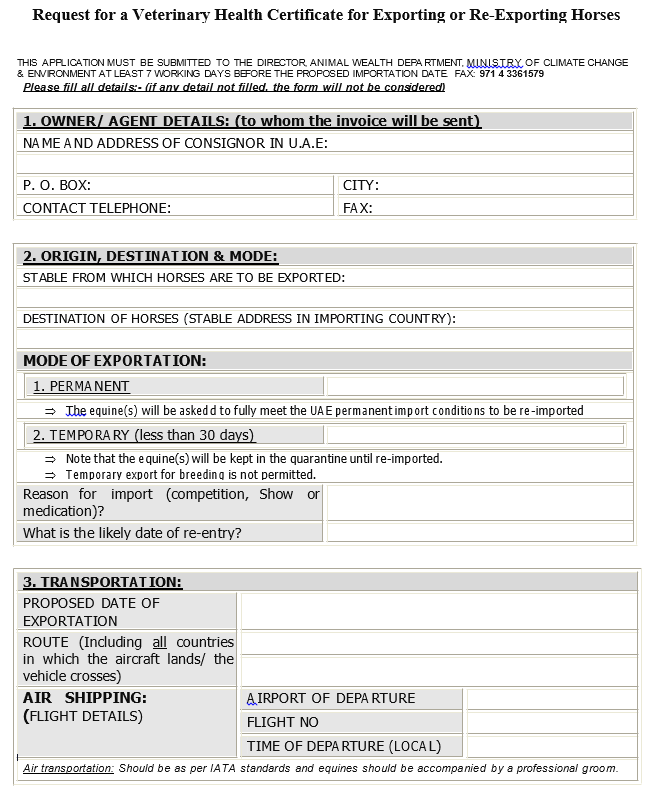 Request for a Veterinary Health Certificate for Exporting or Re-Exporting Horses
THIS APPLICATION MUST BE SUBMITTED TO THE DIRECTOR, ANIMAL WEALTH DEPARTMENT, MINISTRY OF CLIMATE CHANGE
& ENVIRONMENT AT LEAST 7 WORKING DAYS BEFORE THE PROPOSED IMPORTATION DATE. FAX: 971 4 3361579
Please fill all details:- (if any detail not filled, the form will not be considered)
1. OWNER/ AGENT DETAILS: (to whom the invoice will be sent)
NAME AND ADDRESS OF CONSIGNOR IN U.A.E:
P. O. BOX:
CITY:
CONTACT TELEPHONE:
FAX:
2. ORIGIN, DESTINATION & MODE:
STABLE FROM WHICH HORSES ARE TO BE EXPORTED:
DESTINATION OF HORSES (STABLE ADDRESS IN IMPORTING COUNTRY):
MODE OF EXPORTATION:
1. PERMANENT
⇒ The equine(s) will be askedd to fully meet the UAE permanent import conditions to be re-imported
2. TEMPORARY (less than 30 days)
⇒ Note that the equine(s) will be kept in the quarantine until re-imported.
⇒ Temporary export for breeding is not permitted.
Reason for import (competition, Show or
medication)?
What is the likely date of re-entry?
3. TRANSPORTATION:
PROPOSED DATE OF
EXPORTATION
ROUTE (Including all countries
in which the aircraft lands/ the
vehicle crosses)
AIR SHIPPING:
(FLIGHT DETAILS)
AIRPORT OF DEPARTURE
FLIGHT NO
TIME OF DEPARTURE (LOCAL)
Air transportation: Should be as per IATA standards and equines should be accompanied by a professional groom.